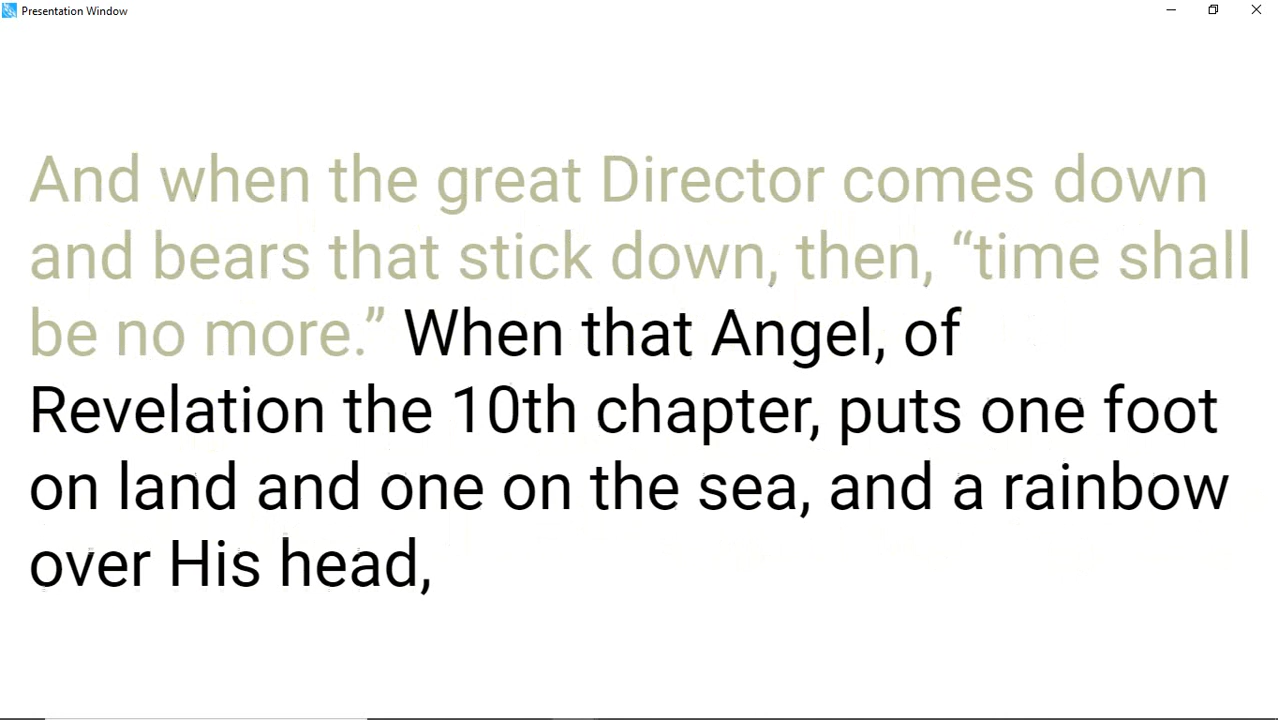 Presentation Window
And when the great Director comes down
and bears that stick down, then, “time shall
be no more.” When that Angel, of
Revelation the 10th chapter, puts one foot
on land and one on the sea, and a rainbow
over His head,